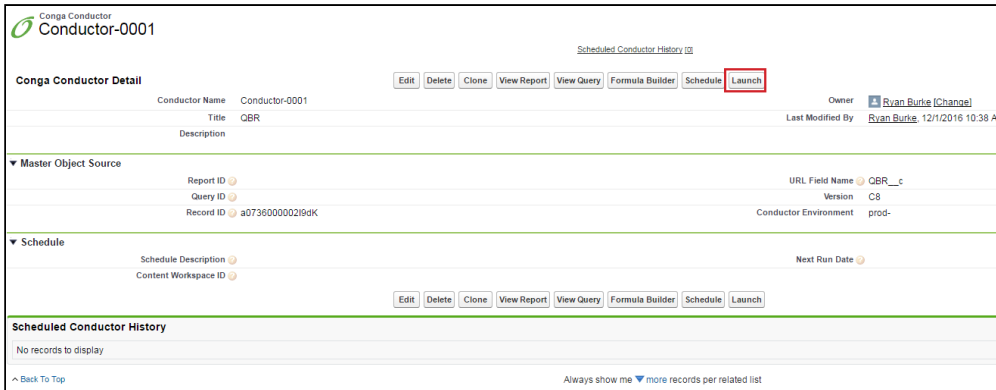 Conga Conductor
Conductor-0001
Scheduled Conductor History [0]
Conga Conductor Detail Edit Delete Clone View Report View Query Formula Builder Schedule Launch
Conductor Name Conductor-0001 Owner Ryan Burke [Change]
Title QBR Last Modified By Ryan Burke, 12/1/2016 10:38 A
Description
Master Object Source
Report ID URL Field Name QBR__c
Query ID Version C8
Record ID a0736000002I9dK Conductor Environment prod-
Schedule
Schedule Description Next Run Date
Content Workspace ID
Edit Delete Clone View Report View Query Formula Builder Schedule Launch
Scheduled Conductor History
No records to display
Back To Top Always show me more records per related list